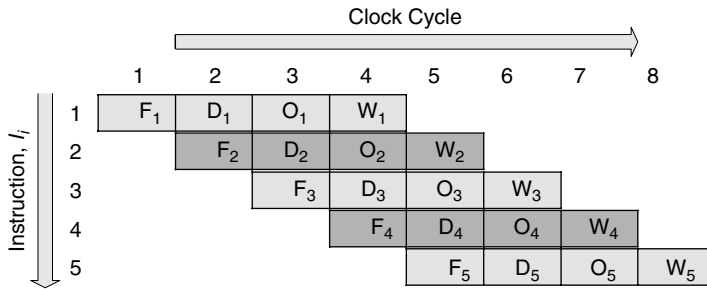 Clock Cycle
1 2 3 4 5 6 7 8
Instruction, Iᵢ
1 F₁ D₁ O₁ W₁
2 F₂ D₂ O₂ W₂
3 F₃ D₃ O₃ W₃
4 F₄ D₄ O₄ W₄
5 F₅ D₅ O₅ W₅